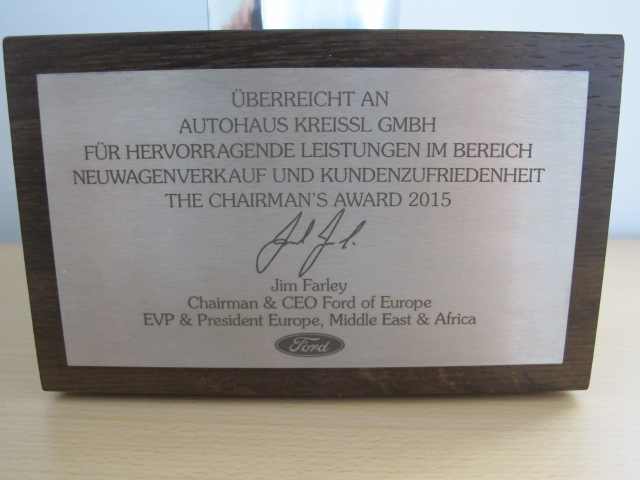 ÜBERREICHT AN
AUTOHAUS KREISSL GMBH
FÜR HERVORRAGENDE LEISTUNGEN IM BEREICH
NEUWAGENVERKAUF UND KUNDENZUFRIEDENHEIT
THE CHAIRMAN'S AWARD 2015
Jim Farley
Chairman & CEO Ford of Europe
EVP & President Europe, Middle East & Africa
Ford